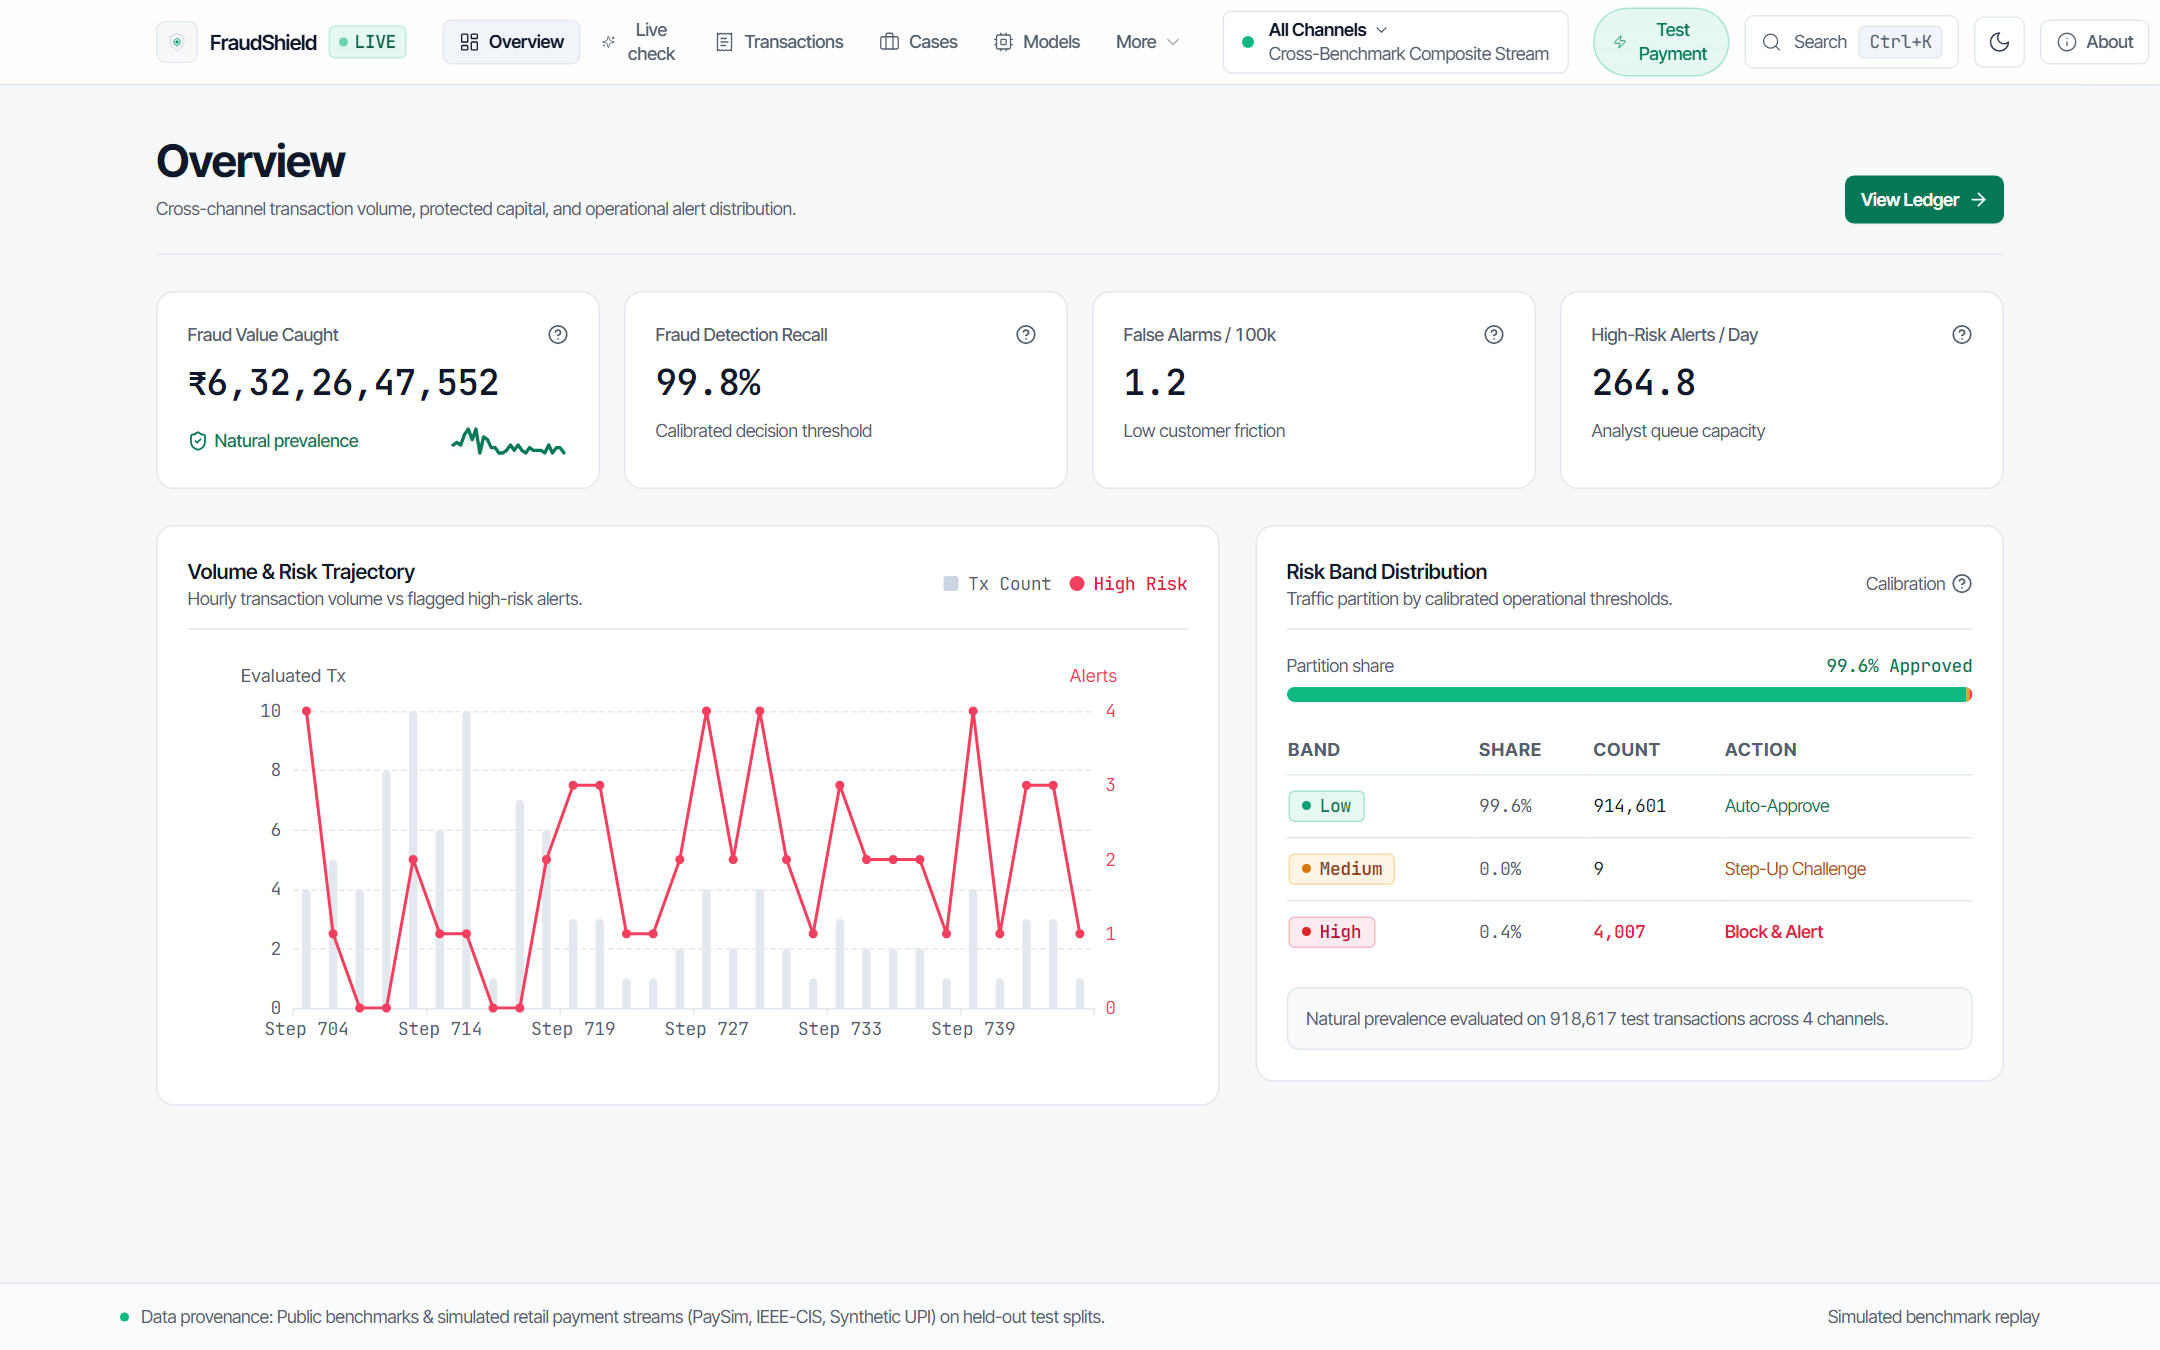 FraudShield LIVE
Overview
Live check
Transactions
Cases
Models
More
All Channels
Cross-Benchmark Composite Stream
Test Payment
Search Ctrl+K
About
Overview
Cross-channel transaction volume, protected capital, and operational alert distribution.
View Ledger
Fraud Value Caught
₹6,32,26,47,552
Natural prevalence
Fraud Detection Recall
99.8%
Calibrated decision threshold
False Alarms / 100k
1.2
Low customer friction
High-Risk Alerts / Day
264.8
Analyst queue capacity
Volume & Risk Trajectory
Hourly transaction volume vs flagged high-risk alerts.
Tx Count High Risk
Evaluated Tx Alerts
10 4
8
3
6
2
4
1
2
0 0
Step 704 Step 714 Step 719 Step 727 Step 733 Step 739
Risk Band Distribution
Traffic partition by calibrated operational thresholds.
Calibration
Partition share 99.6% Approved
BAND SHARE COUNT ACTION
Low 99.6% 914,601 Auto-Approve
Medium 0.0% 9 Step-Up Challenge
High 0.4% 4,007 Block & Alert
Natural prevalence evaluated on 918,617 test transactions across 4 channels.
Data provenance: Public benchmarks & simulated retail payment streams (PaySim, IEEE-CIS, Synthetic UPI) on held-out test splits.
Simulated benchmark replay